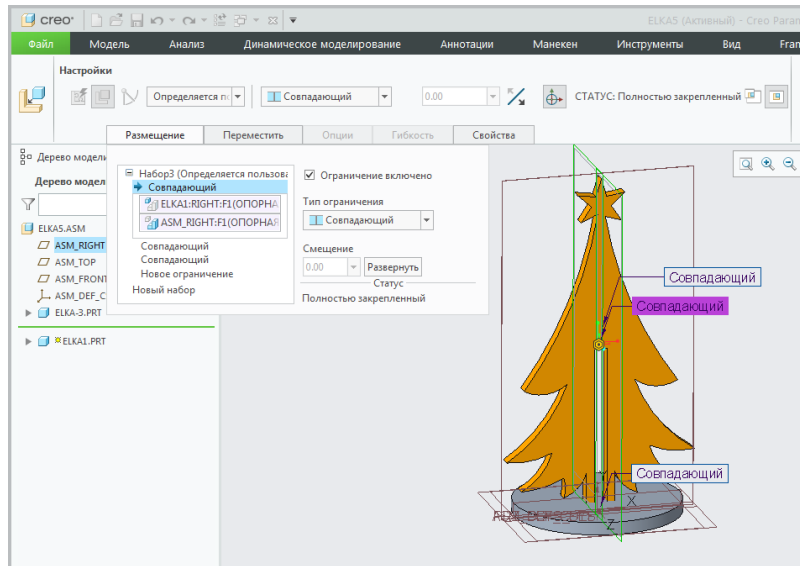 creo·
ELKA5 (Активный) - Creo Param
Файл Модель Анализ Динамическое моделирование Аннотации Манекен Инструменты Вид Fram
Настройки
Определяется п Совпадающий 0.00 СТАТУС: Полностью закрепленный
Размещение Переместить Опции Гибкость Свойства
Дерево модели
Дерево модел
ELKA5.ASM
ASM_RIGHT
ASM_TOP
ASM_FRONT
ASM_DEF_C
ELKA-3.PRT
ELKA1.PRT
Набор3 (Определяется пользова
Совпадающий
ELKA1:RIGHT:F1(ОПОРНА
ASM_RIGHT:F1(ОПОРНАЯ
Совпадающий
Совпадающий
Новое ограничение
Новый набор
Ограничение включено
Тип ограничения
Совпадающий
Смещение
0.00 Развернуть
Статус
Полностью закрепленный
Совпадающий
Совпадающий
Совпадающий
X
Z